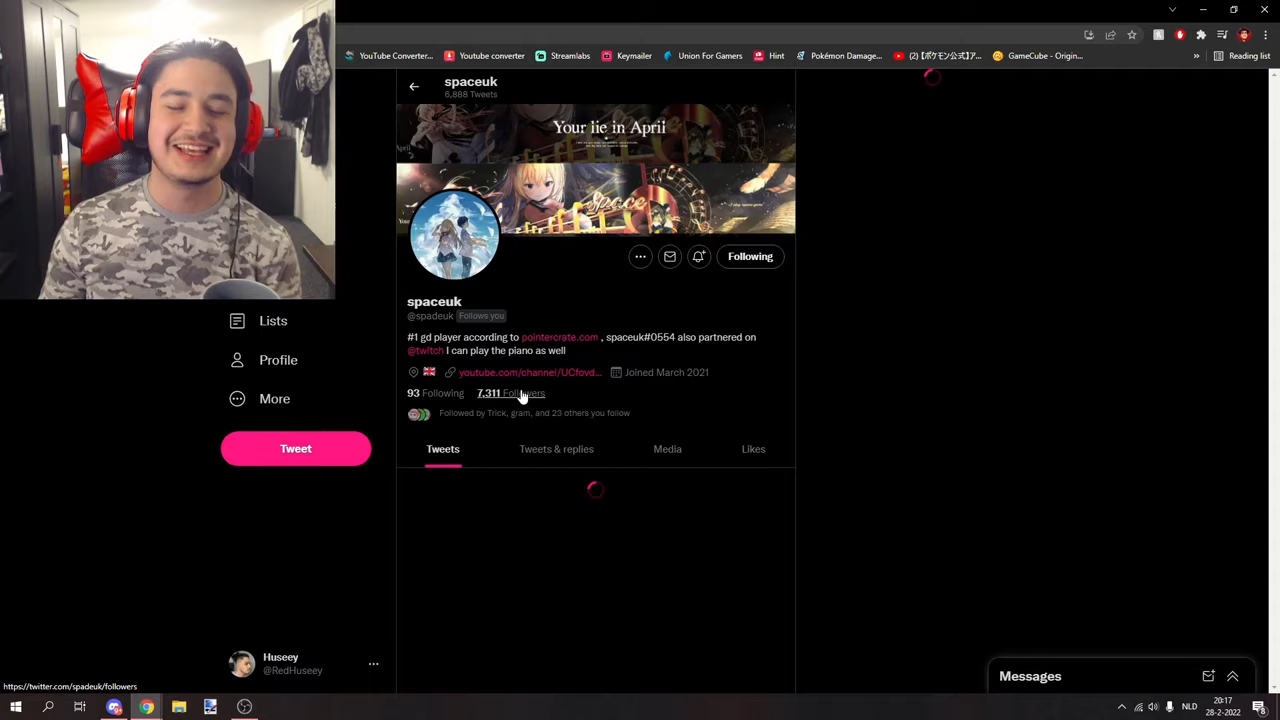 YouTube Converter...
Youtube converter
Streamlabs
Keymailer
Union For Gamers
Hint
Pokémon Damage...
(2)【ポケモン公式】...
GameCube - Origin...
»
Reading list
spaceuk
6,888 Tweets
Your lie in April
Space
Following
spaceuk
@spadeuk Follows you
#1 gd player according to pointercrate.com , spaceuk#0554 also partnered on
@twitch I can play the piano as well
youtube.com/channel/UCfovd... Joined March 2021
93 Following 7,311 Followers
Followed by Trick, gram, and 23 others you follow
Tweets
Tweets & replies
Media
Likes
Lists
Profile
More
Tweet
Huseey
@RedHuseey
Messages
https://twitter.com/spadeuk/followers
NLD
20:17
28-2-2022